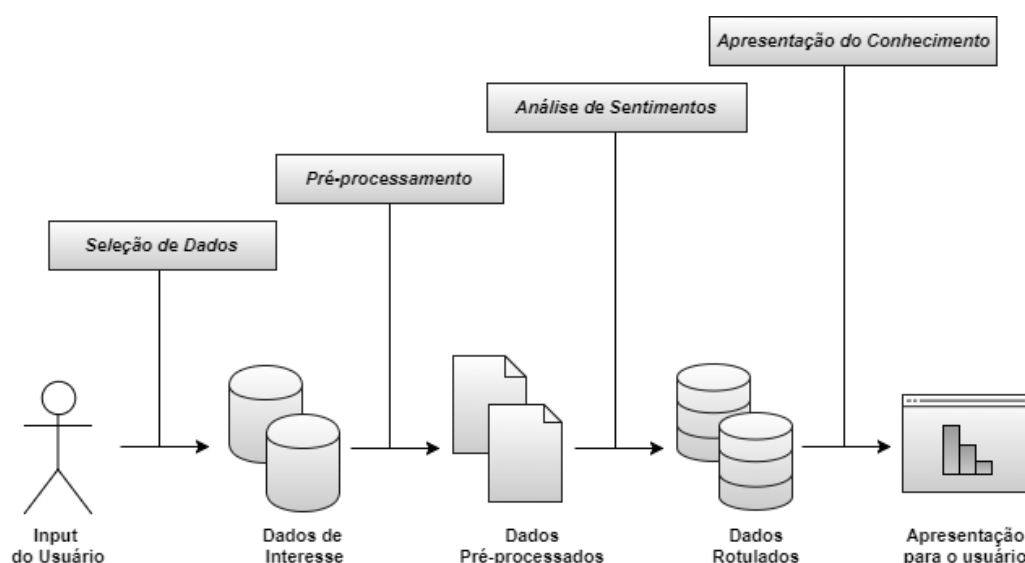 Apresentação do Conhecimento
Análise de Sentimentos
Pré-processamento
Seleção de Dados
Input
do Usuário
Dados de
Interesse
Dados
Pré-processados
Dados
Rotulados
Apresentação
para o usuário